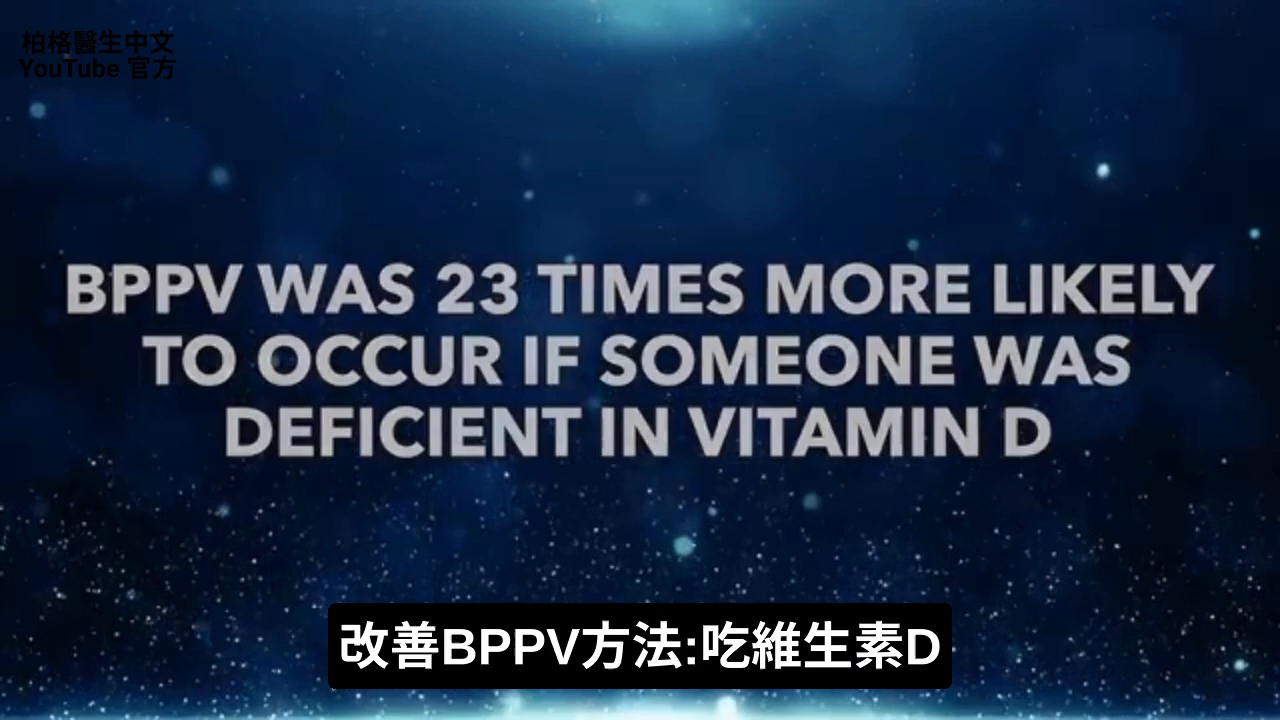 柏格醫生中文
YouTube 官方
BPPV WAS 23 TIMES MORE LIKELY
TO OCCUR IF SOMEONE WAS
DEFICIENT IN VITAMIN D
改善BPPV方法:吃維生素D